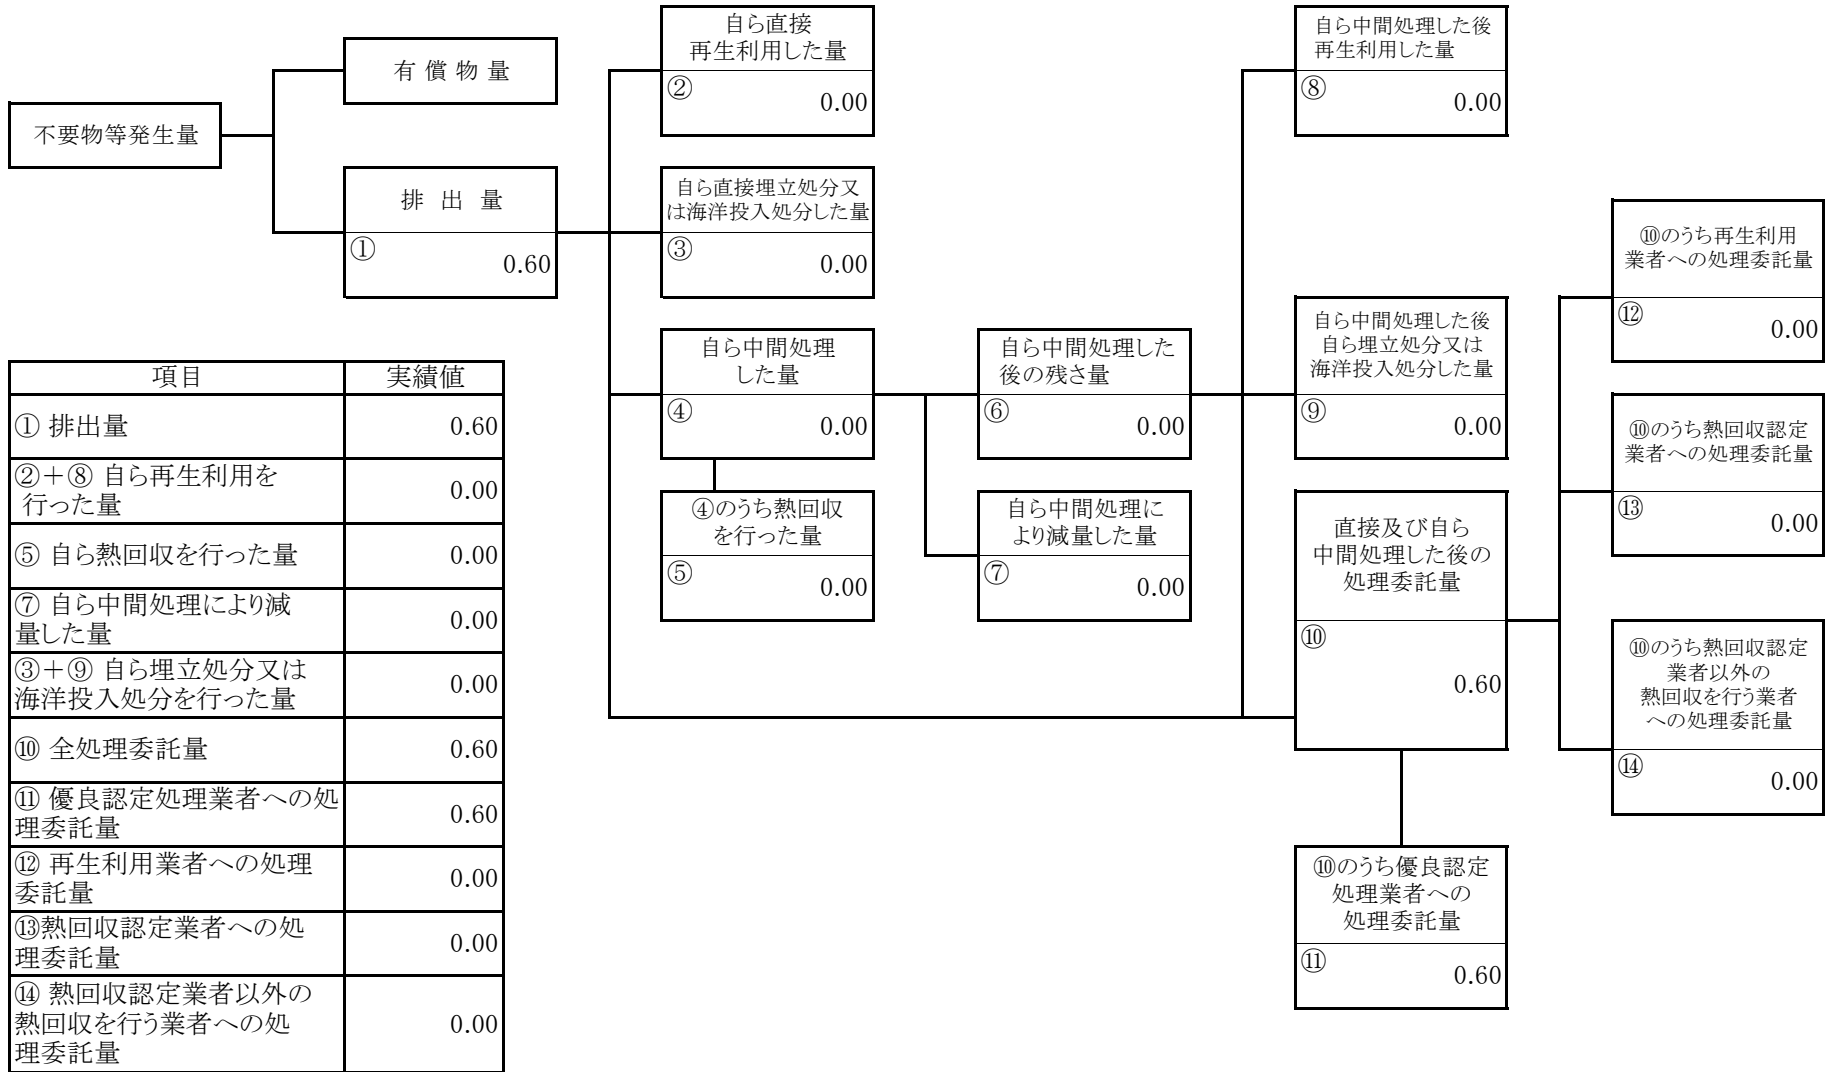 不要物等発生量
有 償 物 量
排 出 量
①
0.60
自ら直接
再生利用した量
②
0.00
自ら直接埋立処分又
は海洋投入処分した量
③
0.00
自ら中間処理
した量
④
0.00
④のうち熱回収
を行った量
⑤
0.00
自ら中間処理した
後の残さ量
⑥
0.00
自ら中間処理に
より減量した量
⑦
0.00
自ら中間処理した後
再生利用した量
⑧
0.00
自ら中間処理した後
自ら埋立処分又は
海洋投入処分した量
⑨
0.00
直接及び自ら
中間処理した後の
処理委託量
⑩
0.60
⑩のうち優良認定
処理業者への
処理委託量
⑪
0.60
⑩のうち再生利用
業者への処理委託量
⑫
0.00
⑩のうち熱回収認定
業者への処理委託量
⑬
0.00
⑩のうち熱回収認定
業者以外の
熱回収を行う業者
への処理委託量
⑭
0.00
項目 実績値
① 排出量 0.60
②＋⑧ 自ら再生利用を
行った量 0.00
⑤ 自ら熱回収を行った量 0.00
⑦ 自ら中間処理により減
量した量 0.00
③＋⑨ 自ら埋立処分又は
海洋投入処分を行った量 0.00
⑩ 全処理委託量 0.60
⑪ 優良認定処理業者への処
理委託量 0.60
⑫ 再生利用業者への処理
委託量 0.00
⑬熱回収認定業者への処
理委託量 0.00
⑭ 熱回収認定業者以外の
熱回収を行う業者への処
理委託量 0.00